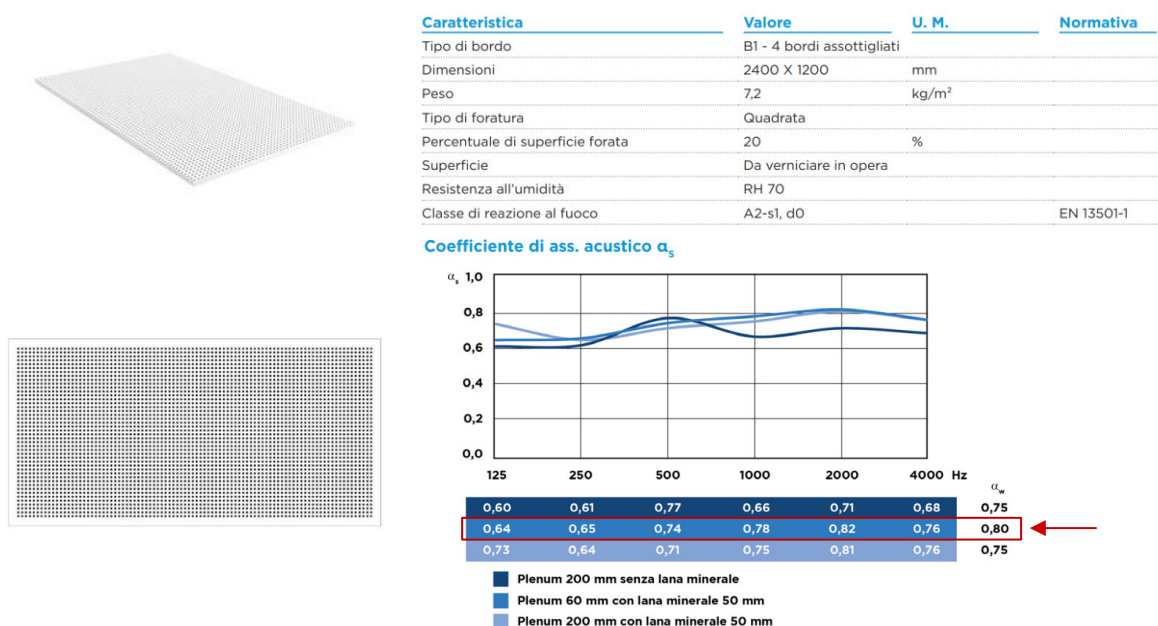 Caratteristica Valore U. M. Normativa
Tipo di bordo B1 - 4 bordi assottigliati
Dimensioni 2400 X 1200 mm
Peso 7,2 kg/m²
Tipo di foratura Quadrata
Percentuale di superficie forata 20 %
Superficie Da verniciare in opera
Resistenza all'umidità RH 70
Classe di reazione al fuoco A2-s1, d0 EN 13501-1
Coefficiente di ass. acustico αs
αs 1,0
0,8
0,6
0,4
0,2
0,0
125 250 500 1000 2000 4000 Hz
αw
0,60 0,61 0,77 0,66 0,71 0,68 0,75
0,64 0,65 0,74 0,78 0,82 0,76 0,80
0,73 0,64 0,71 0,75 0,81 0,76 0,75
Plenum 200 mm senza lana minerale
Plenum 60 mm con lana minerale 50 mm
Plenum 200 mm con lana minerale 50 mm